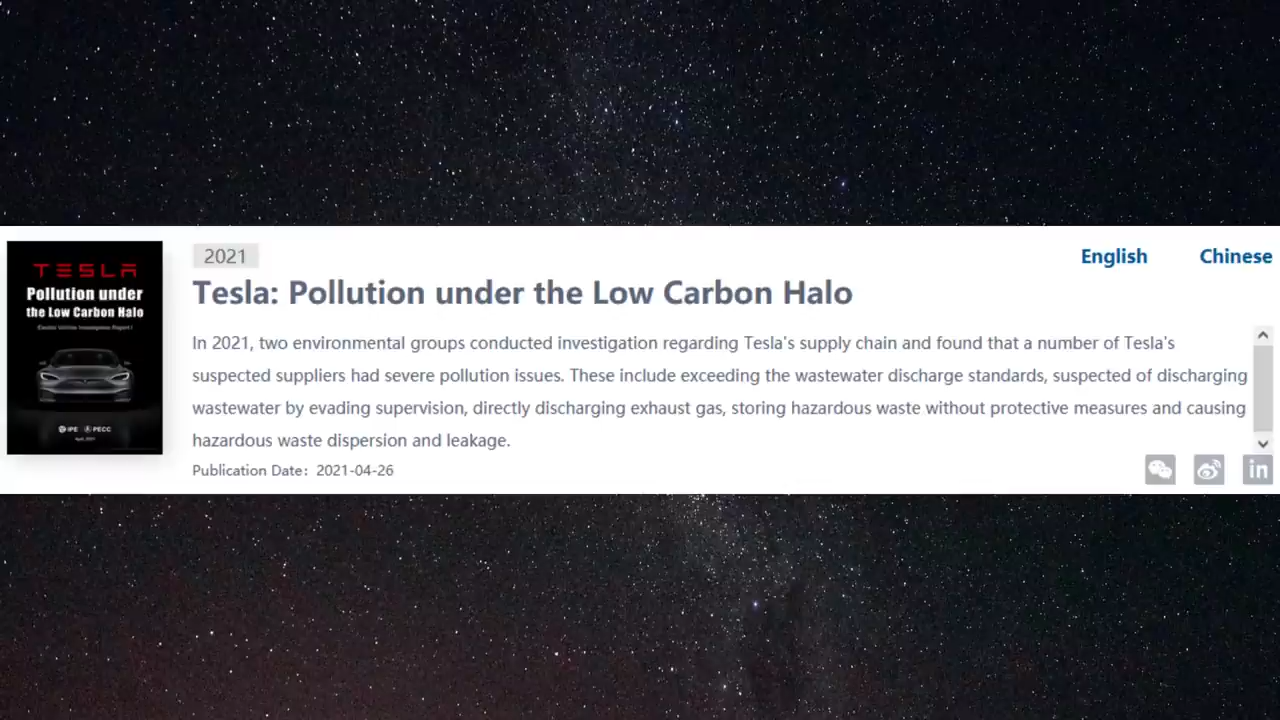 TESLA
Pollution under
the Low Carbon Halo
IPE PECC
April, 2021
2021
English
Chinese
Tesla: Pollution under the Low Carbon Halo
In 2021, two environmental groups conducted investigation regarding Tesla's supply chain and found that a number of Tesla's
suspected suppliers had severe pollution issues. These include exceeding the wastewater discharge standards, suspected of discharging
wastewater by evading supervision, directly discharging exhaust gas, storing hazardous waste without protective measures and causing
hazardous waste dispersion and leakage.
Publication Date: 2021-04-26
in